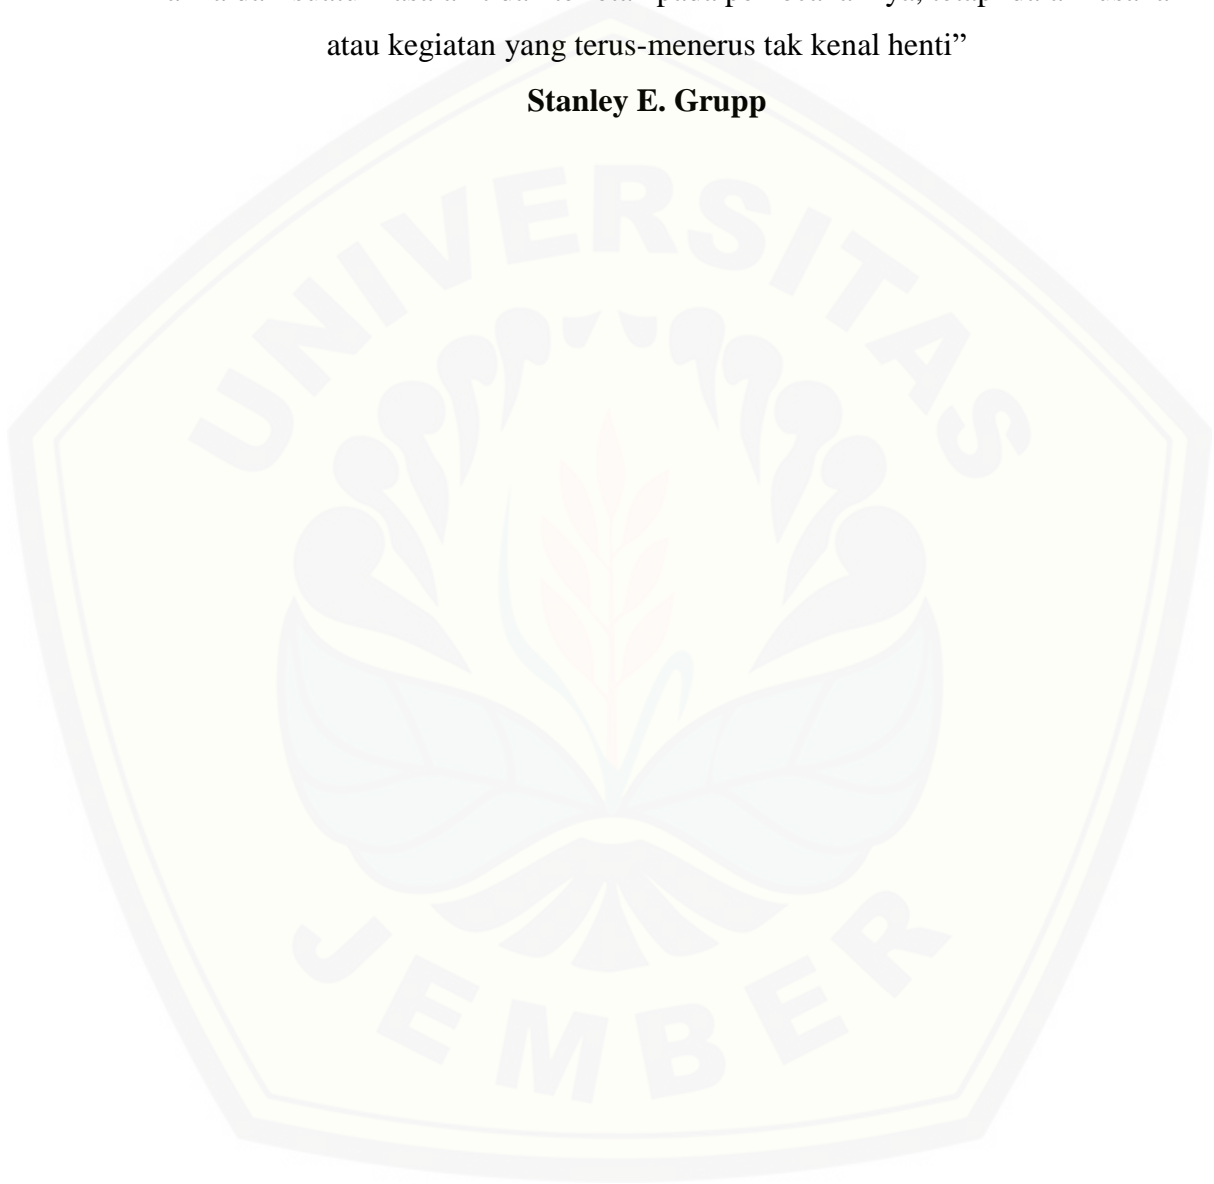 atau kegiatan yang terus-menerus tak kenal henti”
Stanley E. Grupp
UNIVERSITAS
JEMBER